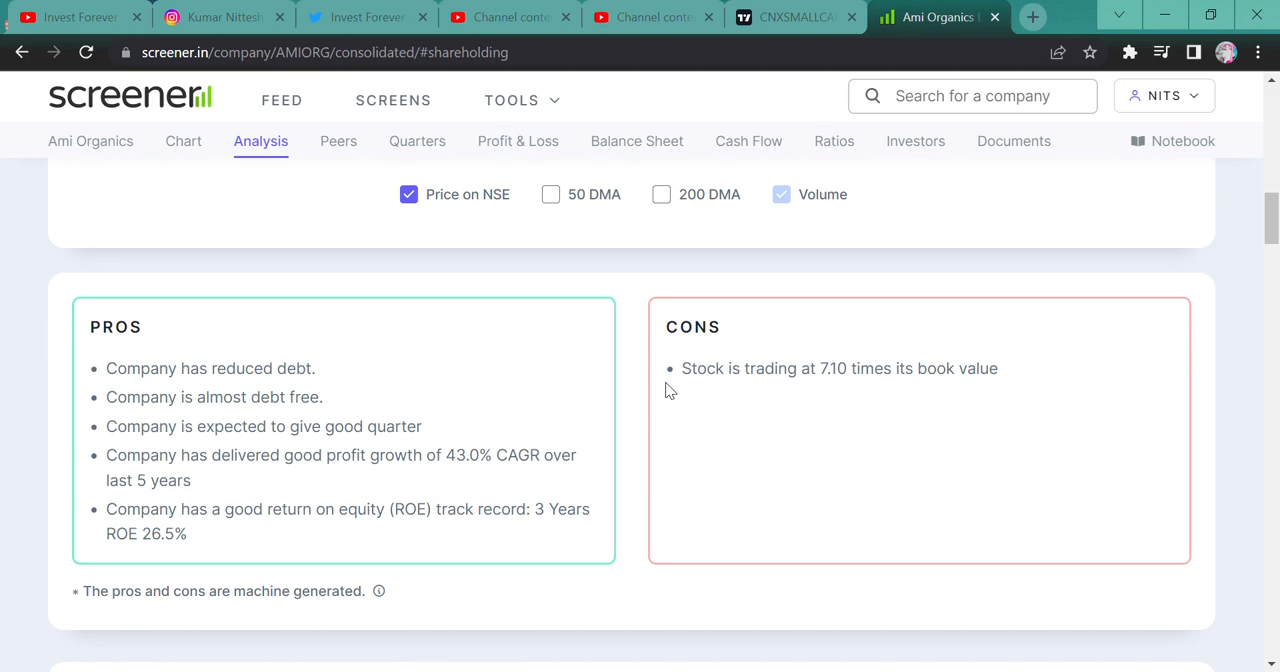 Invest Forever
Kumar Nittesh
Invest Forever
Channel conte
Channel conte
CNXSMALLCA
Ami Organics
screener.in/company/AMIORG/consolidated/#shareholding
screener
FEED
SCREENS
TOOLS
Search for a company
NITS
Ami Organics
Chart
Analysis
Peers
Quarters
Profit & Loss
Balance Sheet
Cash Flow
Ratios
Investors
Documents
Notebook
Price on NSE
50 DMA
200 DMA
Volume
PROS
• Company has reduced debt.
• Company is almost debt free.
• Company is expected to give good quarter
• Company has delivered good profit growth of 43.0% CAGR over
last 5 years
• Company has a good return on equity (ROE) track record: 3 Years
ROE 26.5%
CONS
• Stock is trading at 7.10 times its book value
* The pros and cons are machine generated.